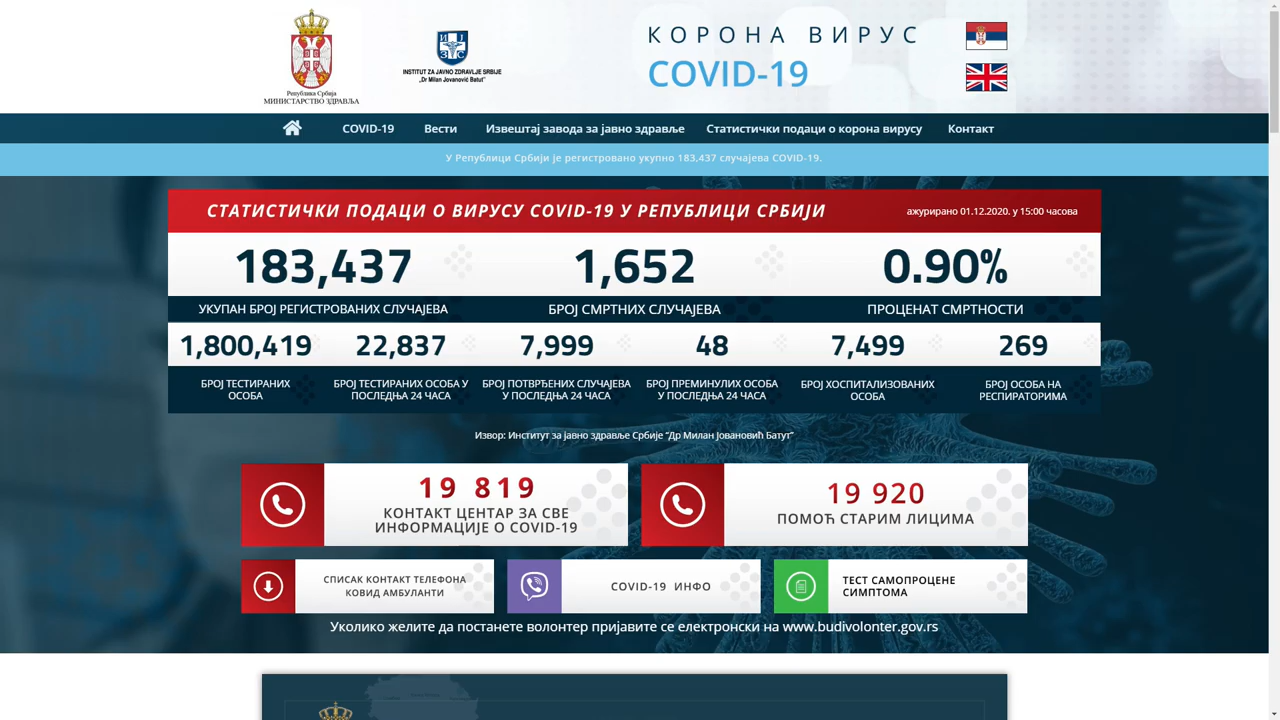 Република Србија
МИНИСТАРСТВО ЗДРАВЉА
И Ј
З С
INSTITUT ZA JAVNO ZDRAVLJE SRBIJE
„Dr Milan Jovanović Batut“
КОРОНА ВИРУС
COVID-19
COVID-19 Вести Извештај завода за јавно здравље Статистички подаци о корона вирусу Контакт
У Републици Србији је регистровано укупно 183,437 случајева COVID-19.
СТАТИСТИЧКИ ПОДАЦИ О ВИРУСУ COVID-19 У РЕПУБЛИЦИ СРБИЈИ
ажурирано 01.12.2020. у 15:00 часова
183,437 1,652 0.90%
УКУПАН БРОЈ РЕГИСТРОВАНИХ СЛУЧАЈЕВА БРОЈ СМРТНИХ СЛУЧАЈЕВА ПРОЦЕНАТ СМРТНОСТИ
1,800,419 22,837 7,999 48 7,499 269
БРОЈ ТЕСТИРАНИХ
ОСОБА
БРОЈ ТЕСТИРАНИХ ОСОБА У
ПОСЛЕДЊА 24 ЧАСА
БРОЈ ПОТВРЂЕНИХ СЛУЧАЈЕВА
У ПОСЛЕДЊА 24 ЧАСА
БРОЈ ПРЕМИНУЛИХ ОСОБА
У ПОСЛЕДЊА 24 ЧАСА
БРОЈ ХОСПИТАЛИЗОВАНИХ
ОСОБА
БРОЈ ОСОБА НА
РЕСПИРАТОРИМА
Извор: Институт за јавно здравље Србије “Др Милан Јовановић Батут”
19 819
КОНТАКТ ЦЕНТАР ЗА СВЕ
ИНФОРМАЦИЈЕ О COVID-19
19 920
ПОМОЋ СТАРИМ ЛИЦИМА
СПИСАК КОНТАКТ ТЕЛЕФОНА
КОВИД АМБУЛАНТИ
COVID-19 ИНФО
ТЕСТ САМОПРОЦЕНЕ
СИМПТОМА
Уколико желите да постанете волонтер пријавите се електронски на www.budivolonter.gov.rs